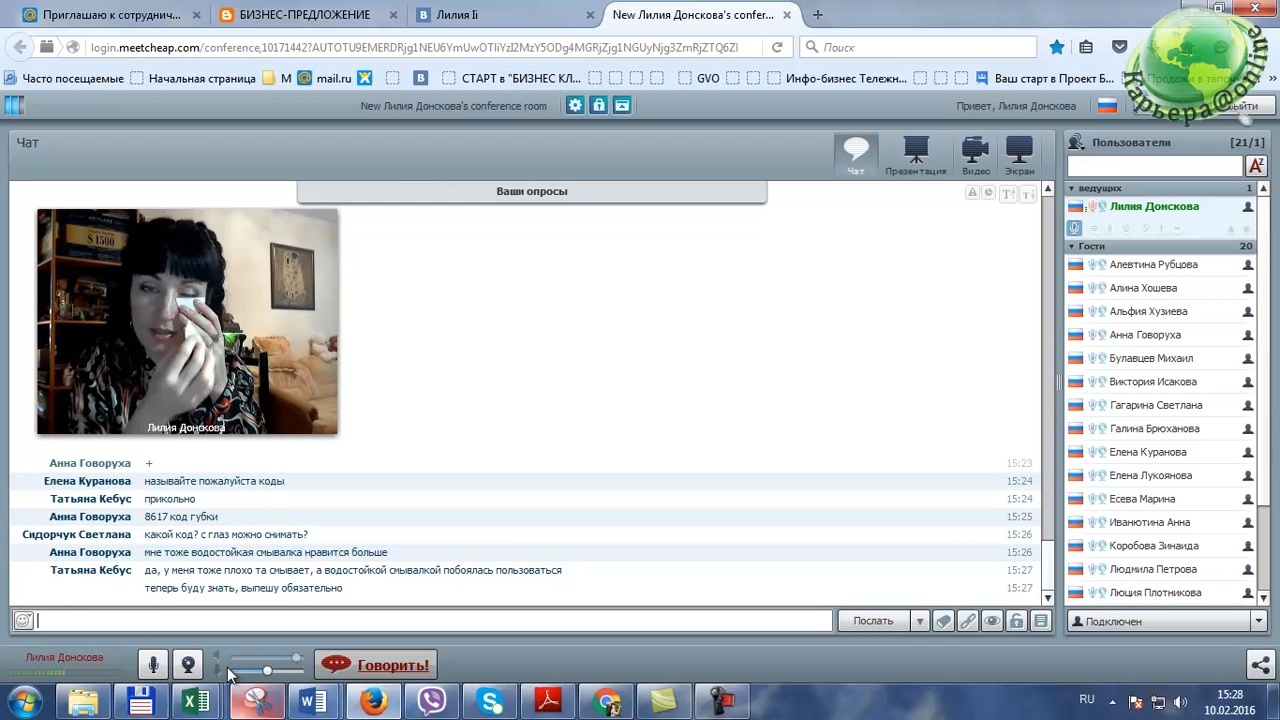 Приглашаю к сотруднич...
БИЗНЕС-ПРЕДЛОЖЕНИЕ
Лилия Ii
New Лилия Донскова's confer...
Поиск
Часто посещаемые
Начальная страница
М
mail.ru
СТАРТ в "БИЗНЕС КЛ...
GVO
Инфо-бизнес Тележн...
Ваш старт в Проект Б...
Продажи в тапочк...
Карьера@online
New Лилия Донскова's conference room
Привет, Лилия Донскова
Выйти
Чат
Чат
Презентация
Видео
Экран
Ваши опросы
$ 1500
Лилия Донскова
Анна Говоруха + 15:23
Елена Куранова называйте пожалуйста коды 15:24
Татьяна Кебус прикольно 15:24
Анна Говоруха 8617 код губки 15:25
Сидорчук Светлана какой код? с глаз можно снимать? 15:26
Анна Говоруха мне тоже водостойкая смывалка нравится больше 15:26
Татьяна Кебус да, у меня тоже плохо та смывает, а водостойкой смывалкой побоялась пользоваться 15:27
теперь буду знать, выпешу обязательно 15:27
Послать
Пользователи [21/1]
ведущих 1
Лилия Донскова
Гости 20
Алевтина Рубцова
Алина Хошева
Альфия Хузиева
Анна Говоруха
Булавцев Михаил
Виктория Исакова
Гагарина Светлана
Галина Брюханова
Елена Куранова
Елена Лукоянова
Есева Марина
Иванютина Анна
Коробова Зинаида
Людмила Петрова
Люция Плотникова
Подключен
Лилия Донскова
Говорить!
RU
15:28
10.02.2016